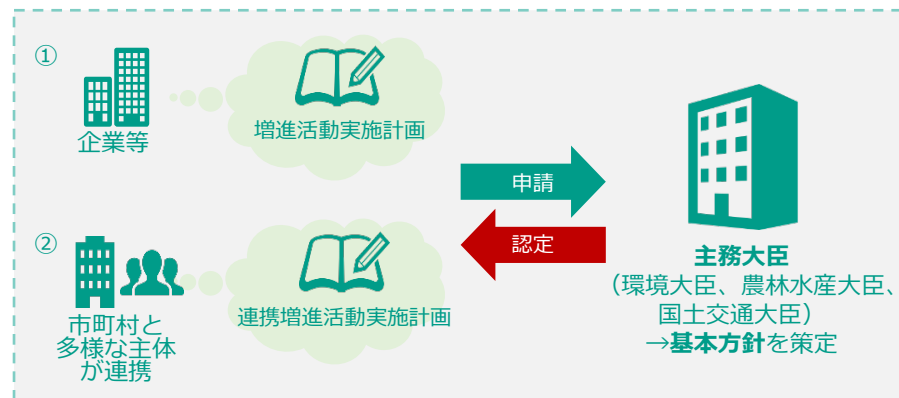 ①
企業等
増進活動実施計画
②
市町村と
多様な主体
が連携
連携増進活動実施計画
申請
認定
主務大臣
（環境大臣、農林水産大臣、
国土交通大臣）
→基本方針を策定